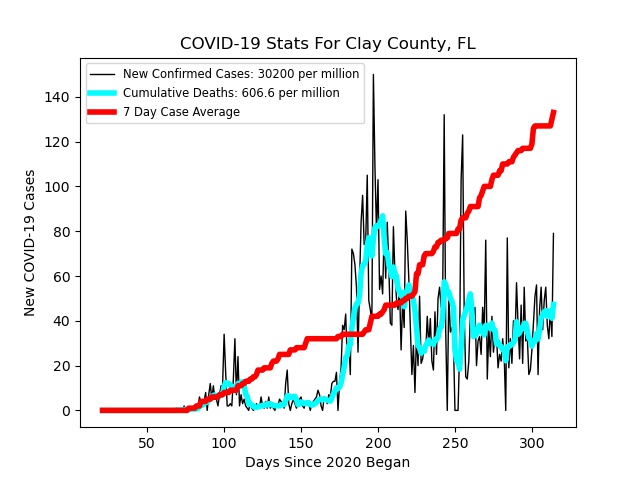 COVID-19 Stats For Clay County, FL
New Confirmed Cases: 30200 per million
Cumulative Deaths: 606.6 per million
7 Day Case Average
New COVID-19 Cases
140
120
100
80
60
40
20
0
50 100 150 200 250 300
Days Since 2020 Began